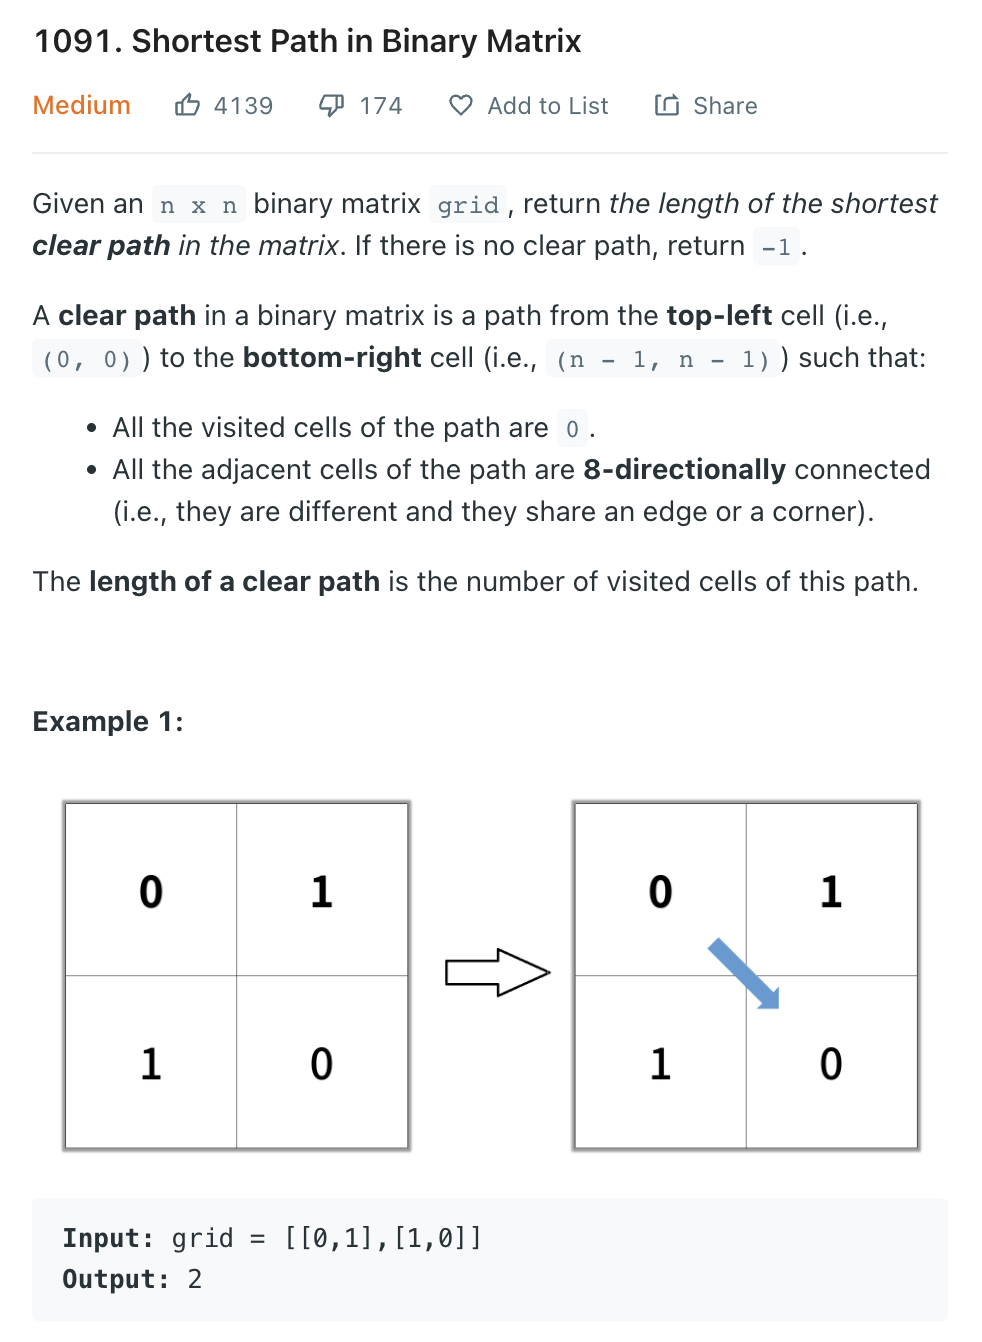 1091. Shortest Path in Binary Matrix
Medium 4139 174 Add to List Share
Given an n x n binary matrix grid, return the length of the shortest
clear path in the matrix. If there is no clear path, return -1.
A clear path in a binary matrix is a path from the top-left cell (i.e.,
(0, 0)) to the bottom-right cell (i.e., (n - 1, n - 1)) such that:
• All the visited cells of the path are 0.
• All the adjacent cells of the path are 8-directionally connected
(i.e., they are different and they share an edge or a corner).
The length of a clear path is the number of visited cells of this path.
Example 1:
0 1 0 1
1 0 1 0
Input: grid = [[0,1],[1,0]]
Output: 2